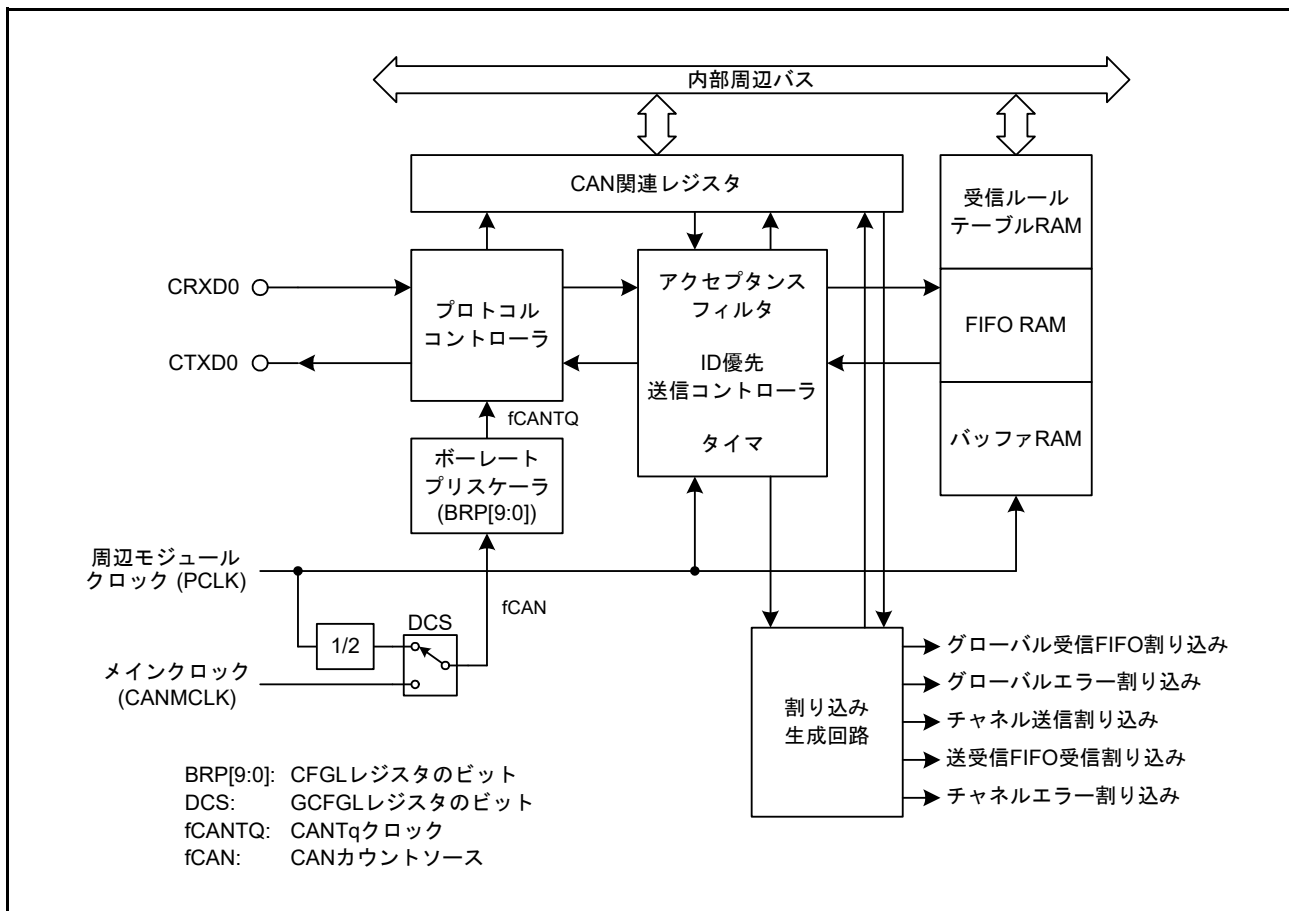 内部周辺バス
CAN関連レジスタ
受信ルール
テーブルRAM
FIFO RAM
バッファRAM
CRXD0
CTXD0
プロトコル
コントローラ
アクセプタンス
フィルタ
ID優先
送信コントローラ
タイマ
fCANTQ
ボーレート
プリスケーラ
(BRP[9:0])
周辺モジュール
クロック (PCLK)
fCAN
DCS
1/2
メインクロック
(CANMCLK)
割り込み
生成回路
グローバル受信FIFO割り込み
グローバルエラー割り込み
チャネル送信割り込み
送受信FIFO受信割り込み
チャネルエラー割り込み
BRP[9:0]: CFGLレジスタのビット
DCS: GCFGLレジスタのビット
fCANTQ: CANTqクロック
fCAN: CANカウントソース